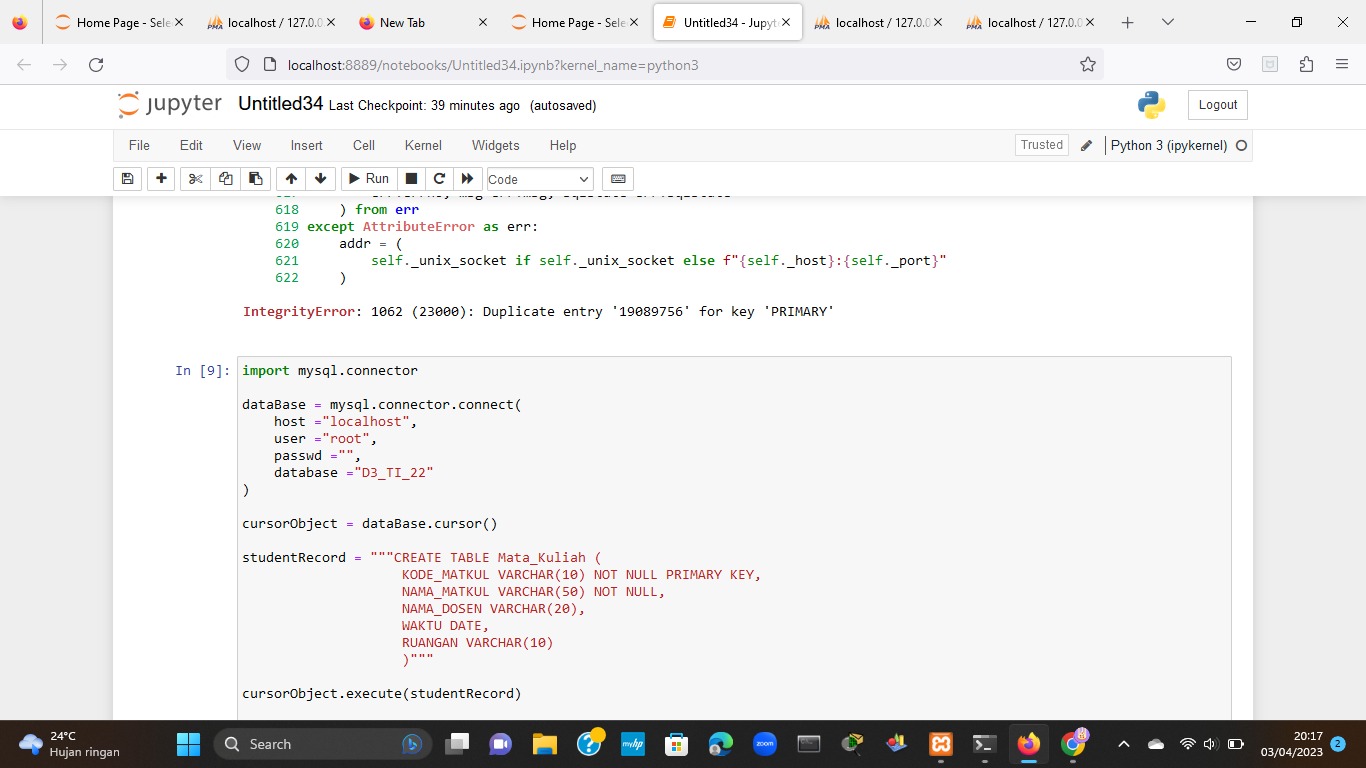 Home Page - Sele
localhost / 127.0.0
New Tab
Home Page - Sele
Untitled34 - Jupyt
localhost / 127.0.0
localhost / 127.0.0
localhost:8889/notebooks/Untitled34.ipynb?kernel_name=python3
jupyter Untitled34 Last Checkpoint: 39 minutes ago (autosaved)
Logout
File Edit View Insert Cell Kernel Widgets Help
Trusted
Python 3 (ipykernel)
Run
Code
618 ) from err
619 except AttributeError as err:
620 addr = (
621 self._unix_socket if self._unix_socket else f"{self._host}:{self._port}"
622 )
IntegrityError: 1062 (23000): Duplicate entry '19089756' for key 'PRIMARY'
In [9]:
import mysql.connector
dataBase = mysql.connector.connect(
host ="localhost",
user ="root",
passwd ="",
database ="D3_TI_22"
)
cursorObject = dataBase.cursor()
studentRecord = """CREATE TABLE Mata_Kuliah (
KODE_MATKUL VARCHAR(10) NOT NULL PRIMARY KEY,
NAMA_MATKUL VARCHAR(50) NOT NULL,
NAMA_DOSEN VARCHAR(20),
WAKTU DATE,
RUANGAN VARCHAR(10)
)"""
cursorObject.execute(studentRecord)
24°C
Hujan ringan
Search
myhp
zoom
20:17
03/04/2023
2